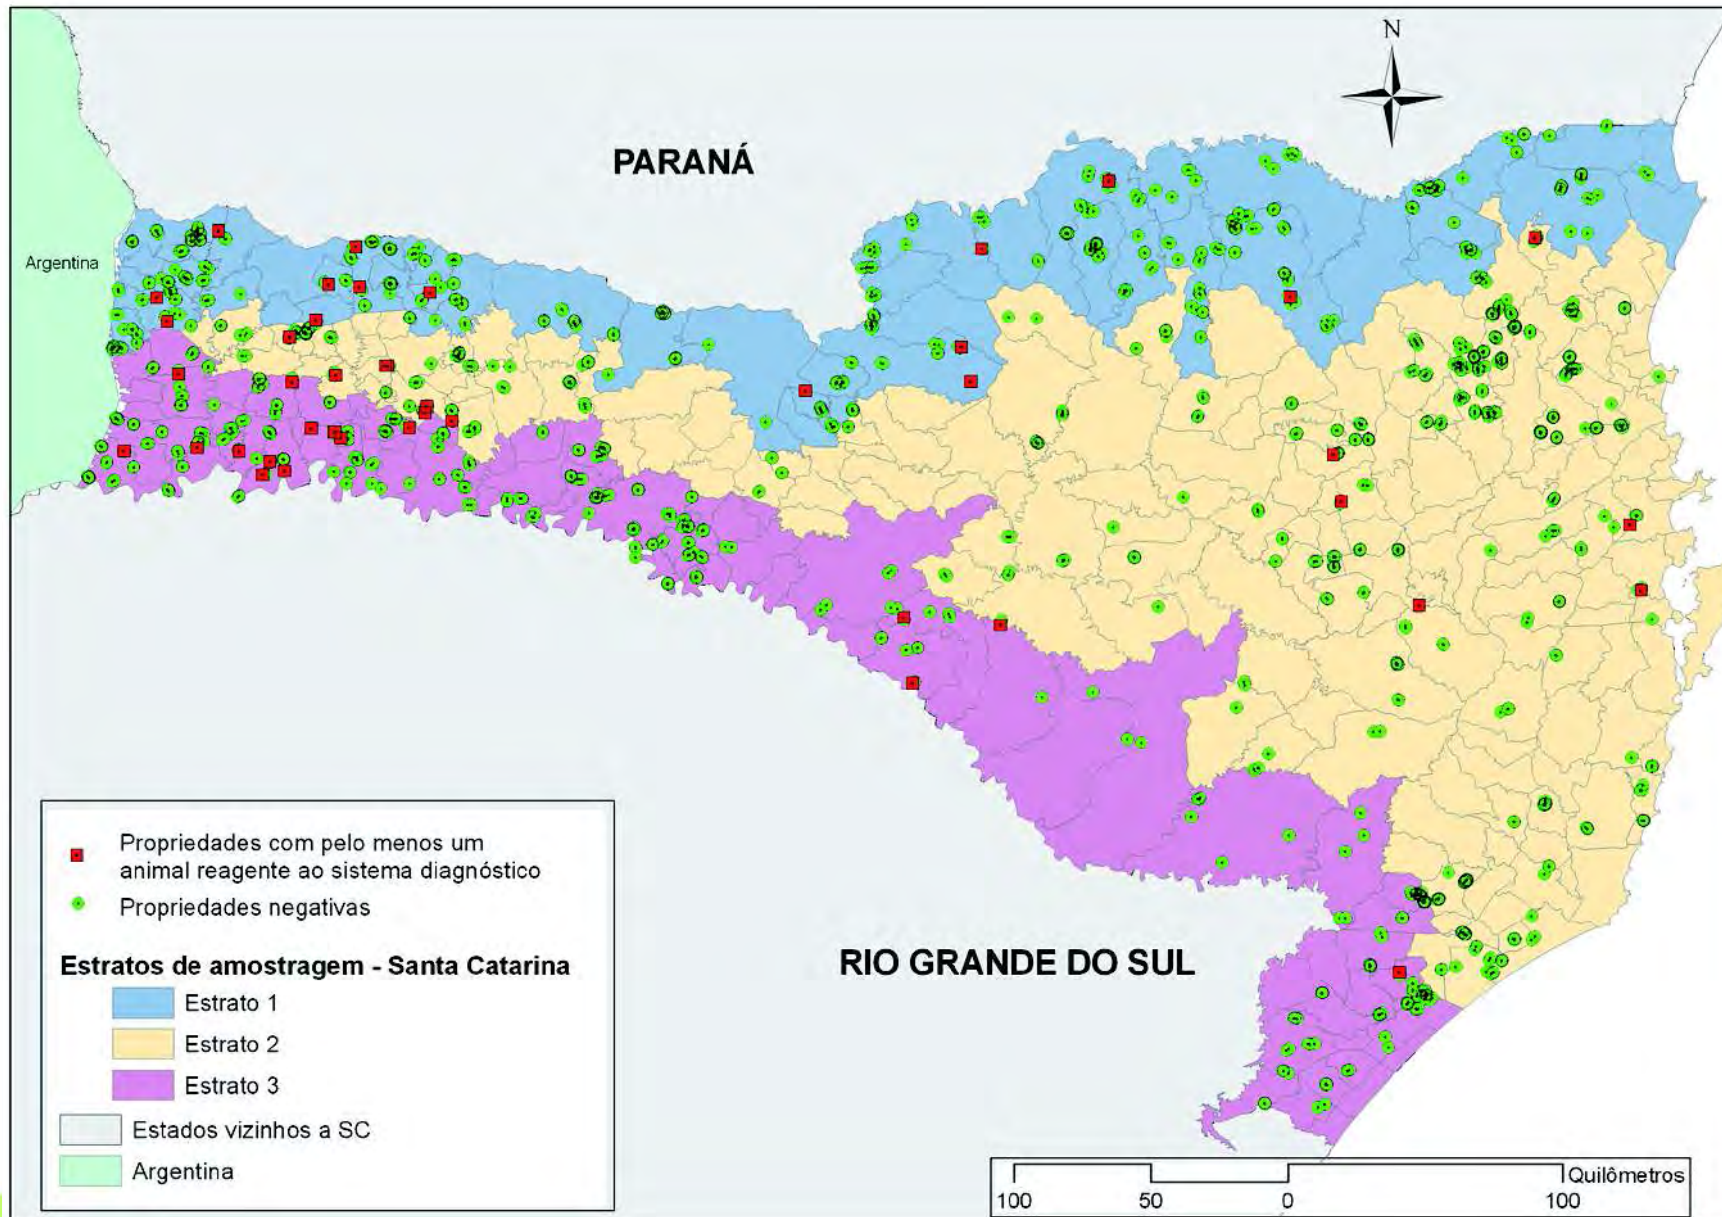 N
PARANÁ
Argentina
RIO GRANDE DO SUL
Propriedades com pelo menos um
animal reagente ao sistema diagnóstico
Propriedades negativas
Estratos de amostragem - Santa Catarina
Estrato 1
Estrato 2
Estrato 3
Estados vizinhos a SC
Argentina
Quilômetros
100 50 0 100